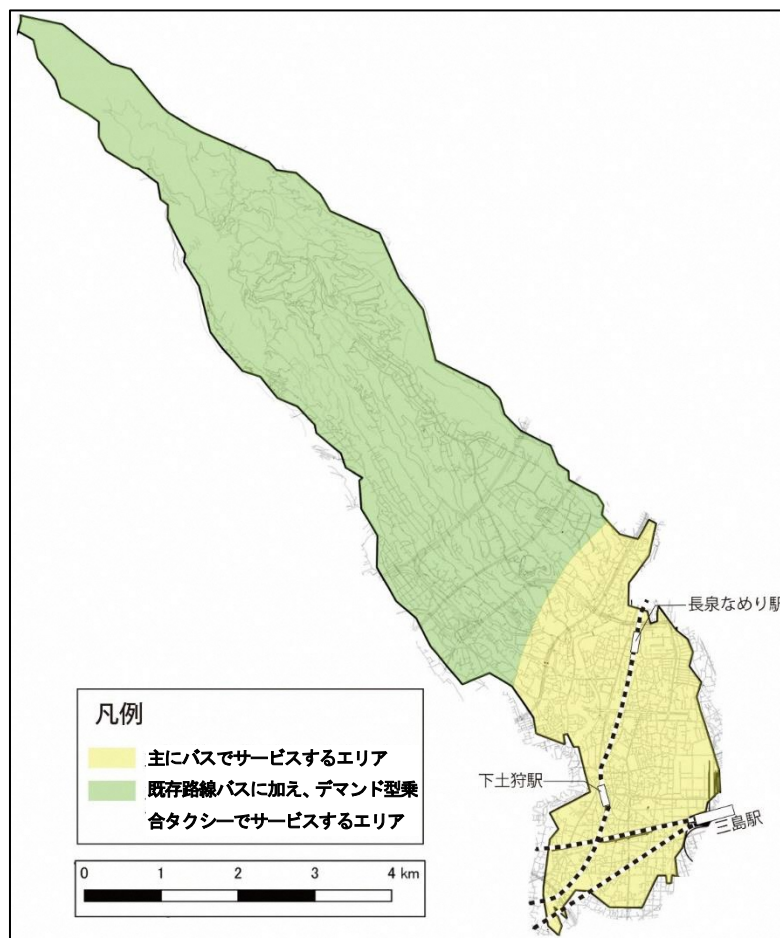 長泉なめり駅
凡例
主にバスでサービスするエリア
既存路線バスに加え、デマンド型乗
合タクシーでサービスするエリア
下土狩駅
三島駅
0 1 2 3 4 km